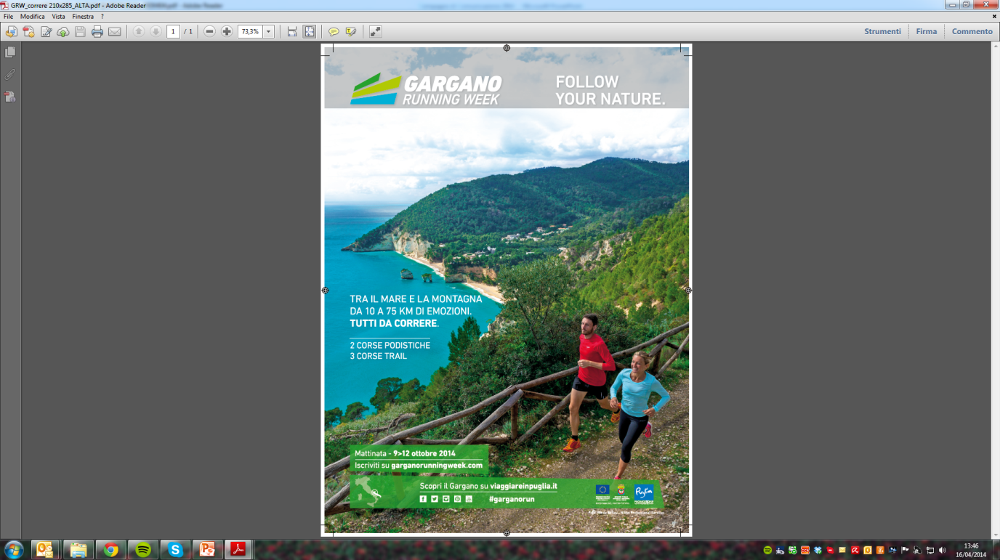 GRW_correre 210x285_ALTA.pdf - Adobe Reader
File Modifica Vista Finestra ?
1 / 1 73,3%
Strumenti Firma Commento
GARGANO
RUNNING WEEK
FOLLOW
YOUR NATURE.
TRA IL MARE E LA MONTAGNA
DA 10 A 75 KM DI EMOZIONI.
TUTTI DA CORRERE.
2 CORSE PODISTICHE
3 CORSE TRAIL
Mattinata - 9>12 ottobre 2014
Iscriviti su garganorunningweek.com
Scopri il Gargano su viaggiareinpuglia.it
#garganorun
Puglia
13:46
16/04/2014